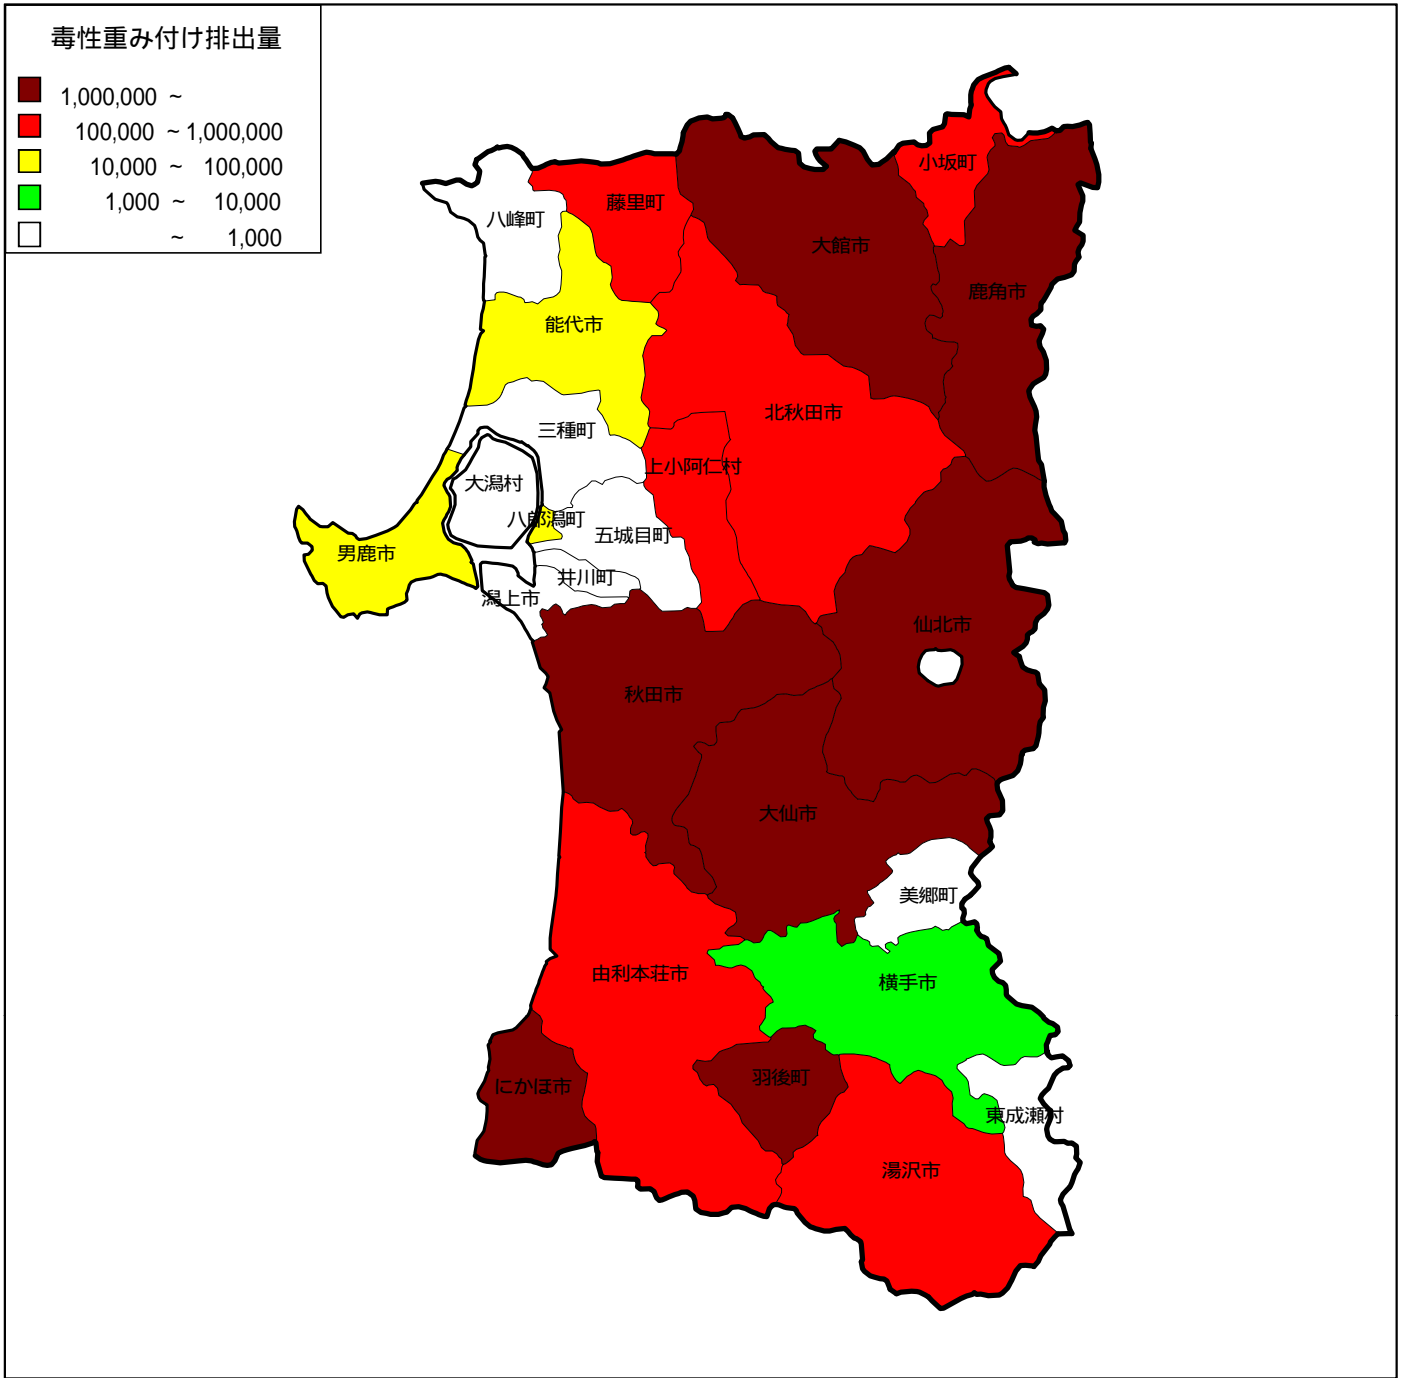 毒性重み付け排出量
1,000,000 ~
100,000 ~ 1,000,000
10,000 ~ 100,000
1,000 ~ 10,000
~ 1,000
小坂町
藤里町
八峰町
大館市
鹿角市
能代市
北秋田市
三種町
上小阿仁村
大潟村
八郎潟町
五城目町
男鹿市
井川町
潟上市
仙北市
秋田市
大仙市
美郷町
由利本荘市
横手市
羽後町
にかほ市
東成瀬村
湯沢市